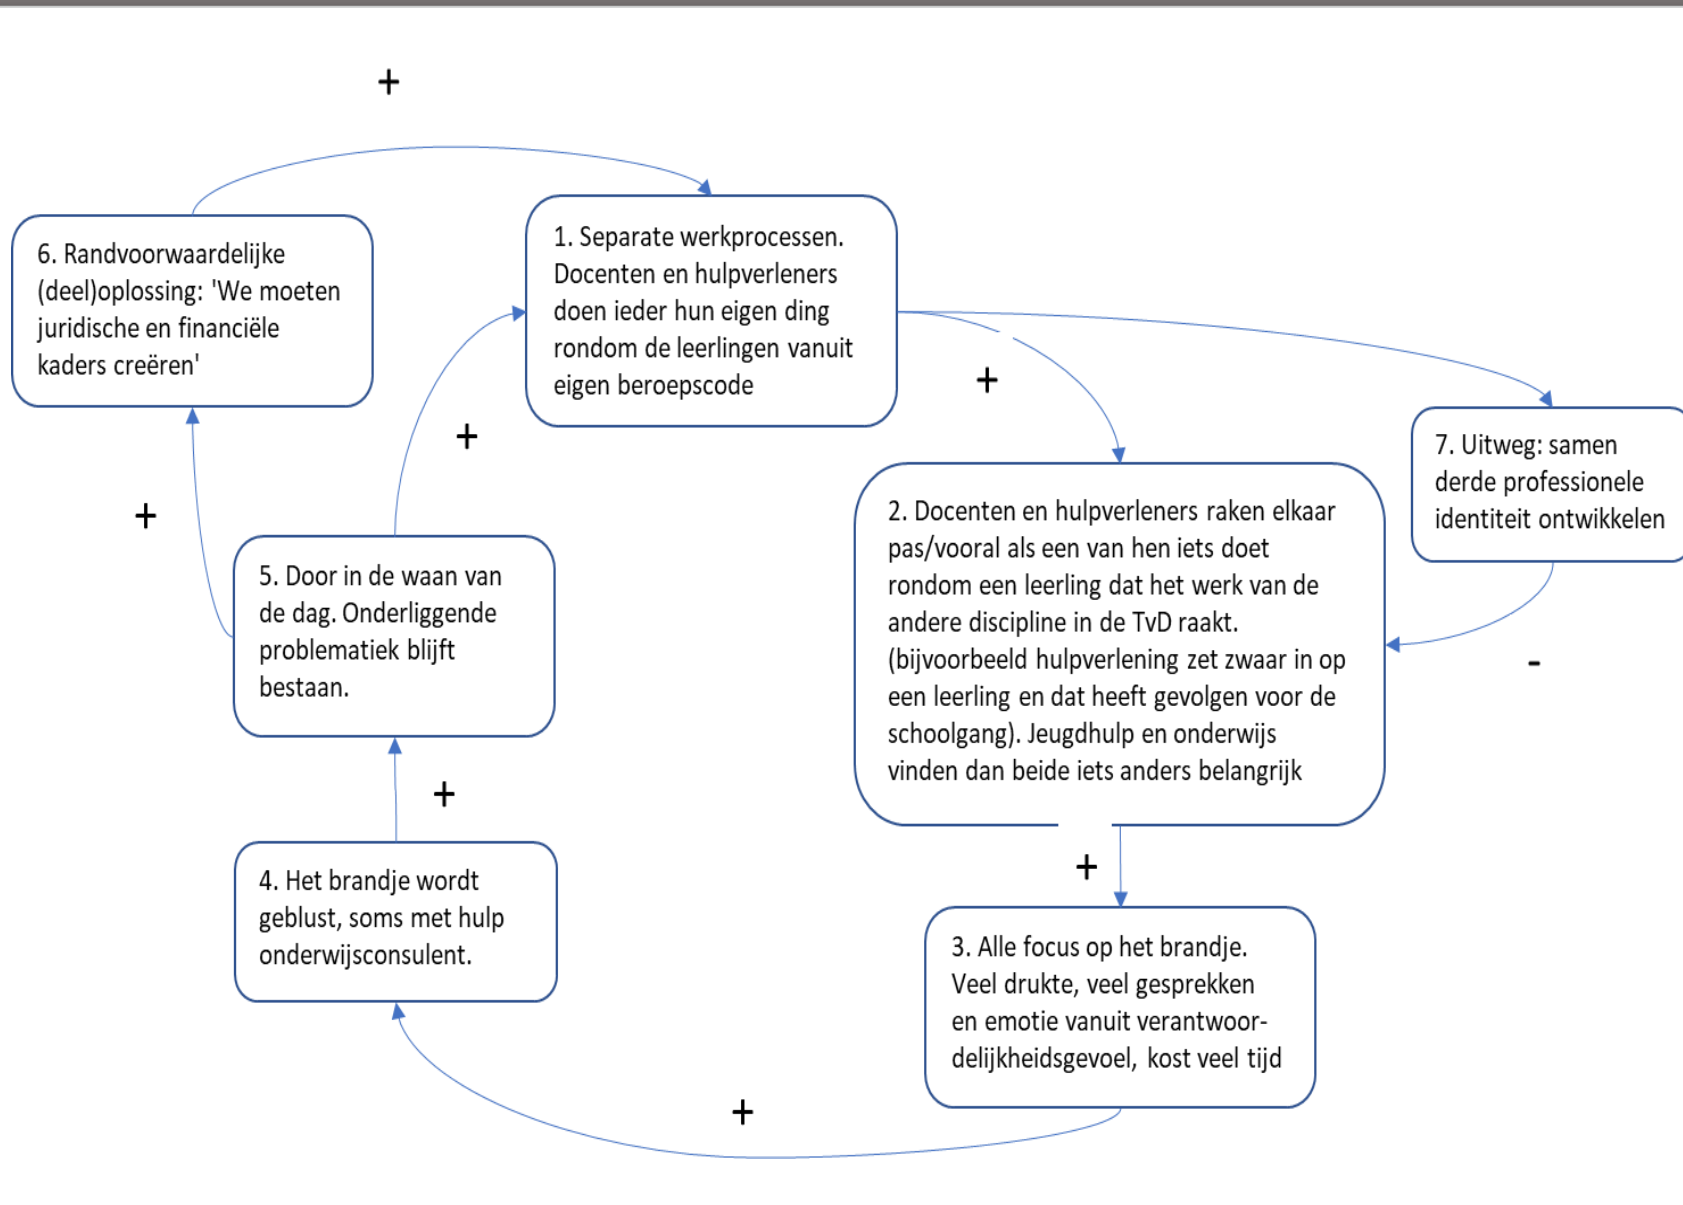 +
6. Randvoorwaardelijke
(deel)oplossing: 'We moeten
juridische en financiële
kaders creëren'
1. Separate werkprocessen.
Docenten en hulpverleners
doen ieder hun eigen ding
rondom de leerlingen vanuit
eigen beroepscode
+
+
+
7. Uitweg: samen
derde professionele
identiteit ontwikkelen
-
2. Docenten en hulpverleners raken elkaar
pas/vooral als een van hen iets doet
rondom een leerling dat het werk van de
andere discipline in de TvD raakt.
(bijvoorbeeld hulpverlening zet zwaar in op
een leerling en dat heeft gevolgen voor de
schoolgang). Jeugdhulp en onderwijs
vinden dan beide iets anders belangrijk
5. Door in de waan van
de dag. Onderliggende
problematiek blijft
bestaan.
+
+
4. Het brandje wordt
geblust, soms met hulp
onderwijsconsulent.
3. Alle focus op het brandje.
Veel drukte, veel gesprekken
en emotie vanuit verantwoor-
delijkheidsgevoel, kost veel tijd
+